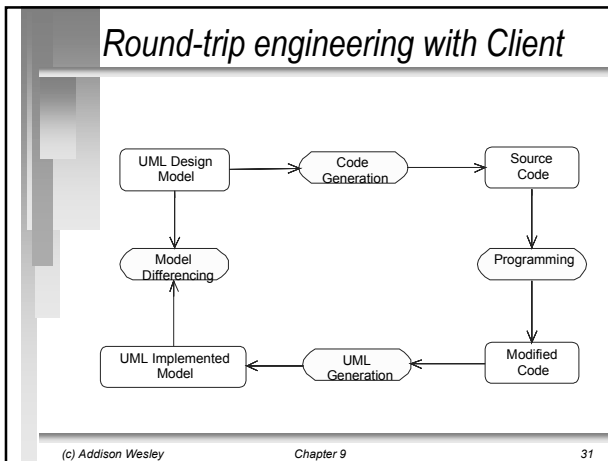 Round-trip engineering with Client
UML Design
Model
Code
Generation
Source
Code
Model
Differencing
Programming
UML Implemented
Model
UML
Generation
Modified
Code
(c) Addison Wesley
Chapter 9
31